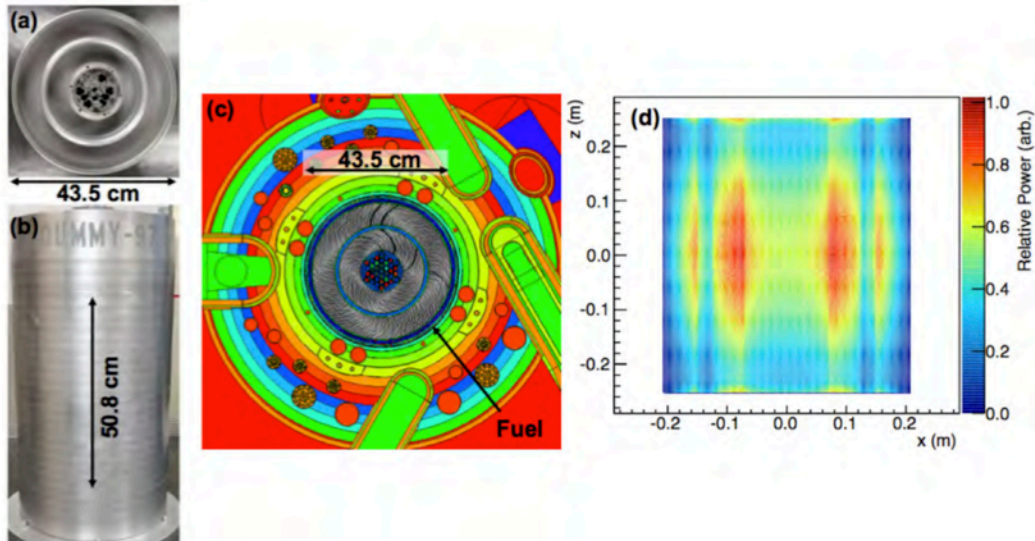 (a)
43.5 cm
(b)
DUMMY-97
50.8 cm
(c)
43.5 cm
Fuel
(d)
z (m)
0.2
0.1
0.0
-0.1
-0.2
-0.2
-0.1
0.0
0.1
0.2
x (m)
1.0
0.8
0.6
0.4
0.2
0.0
Relative Power (arb.)